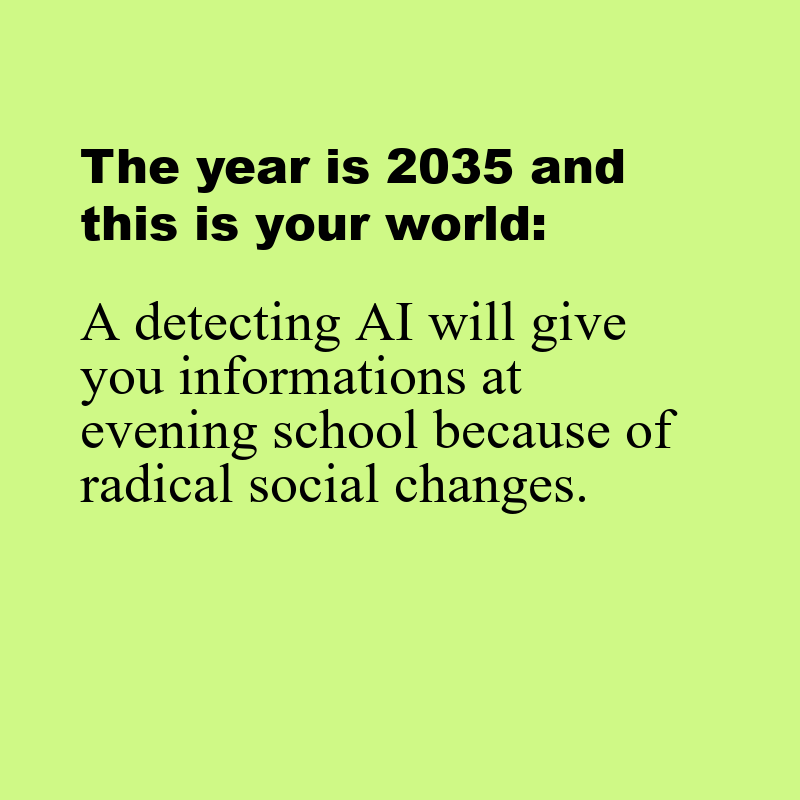 The year is 2035 and
this is your world:
A detecting AI will give
you informations at
evening school because of
radical social changes.